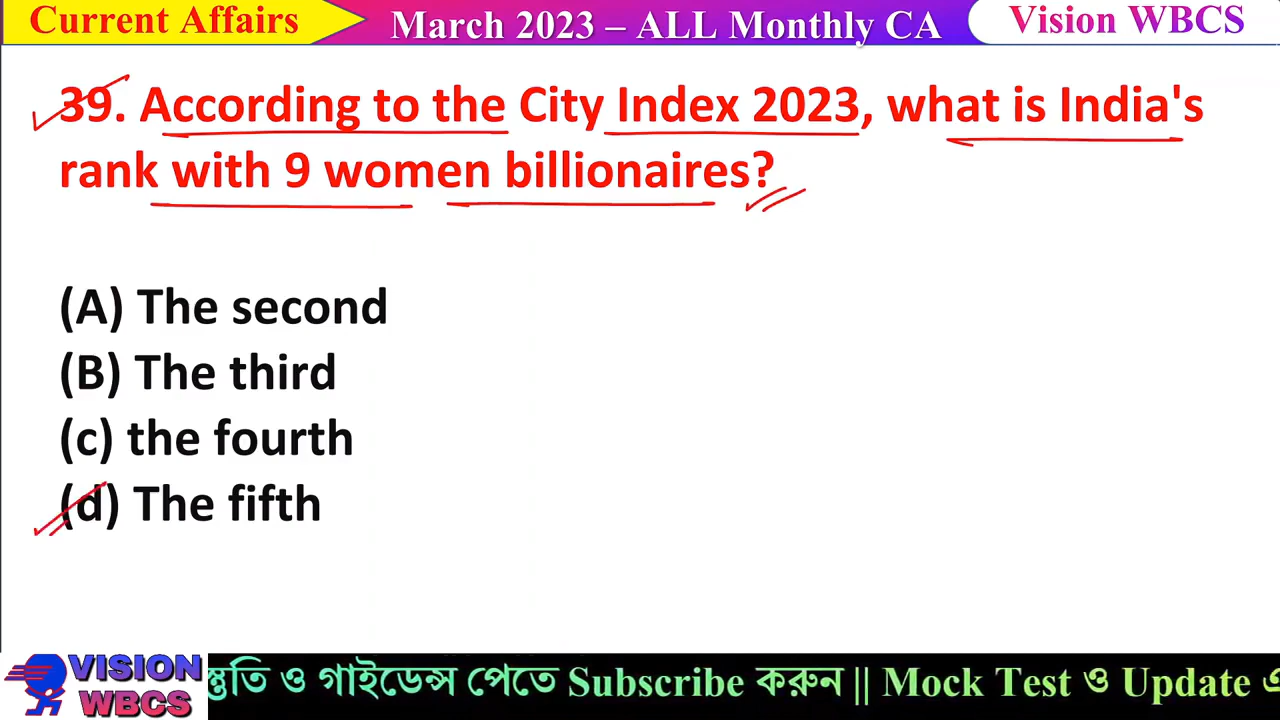 Current Affairs
March 2023 – ALL Monthly CA
Vision WBCS
39. According to the City Index 2023, what is India's
rank with 9 women billionaires?
(A) The second
(B) The third
(c) the fourth
(d) The fifth
VISION
WBCS
স্তুতি ও গাইডেন্স পেতে Subscribe করুন || Mock Test ও Update এ